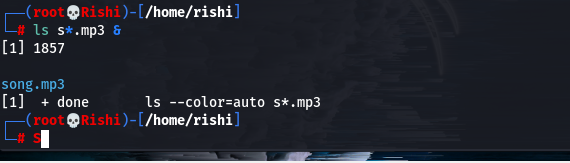 ┌──(root💀Rishi)-[/home/rishi]
└─# ls s*.mp3 &
[1] 1857

song.mp3
[1]  + done       ls --color=auto s*.mp3
┌──(root💀Rishi)-[/home/rishi]
└─# S